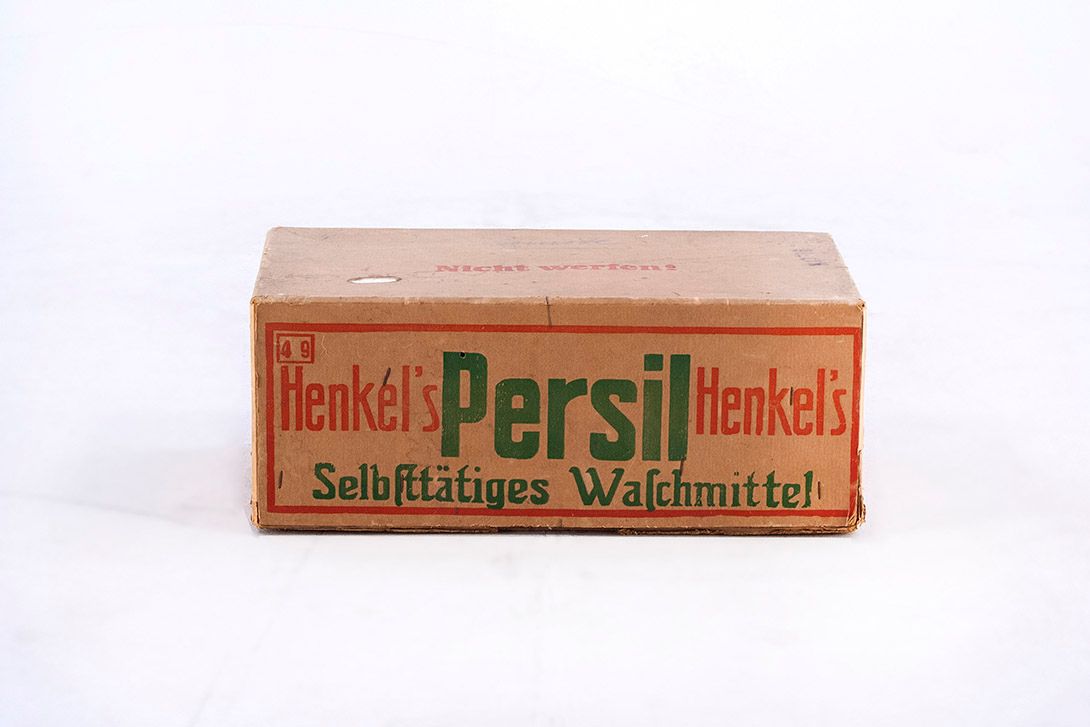 Nicht werfen!
49
Henkel's Persil Henkel's
Selbſttätiges Waſchmittel